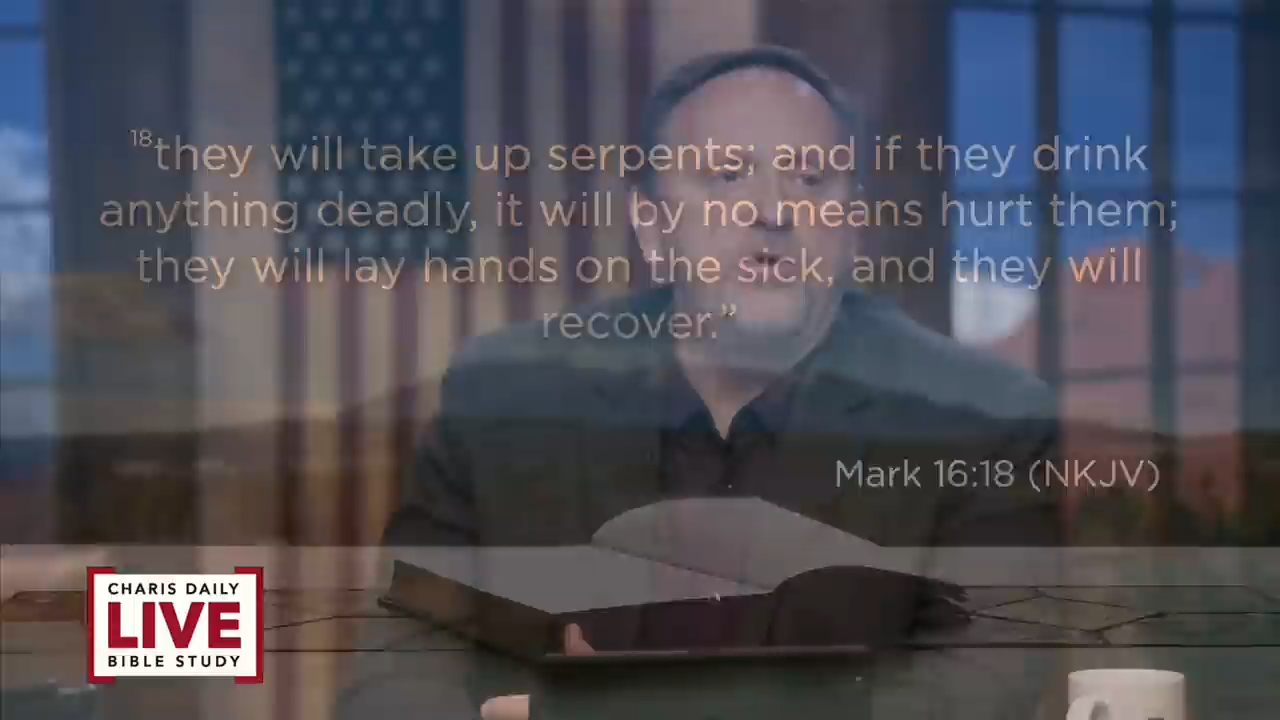 18they will take up serpents; and if they drink
anything deadly, it will by no means hurt them;
they will lay hands on the sick, and they will
recover.”
Mark 16:18 (NKJV)
CHARIS DAILY
LIVE
BIBLE STUDY